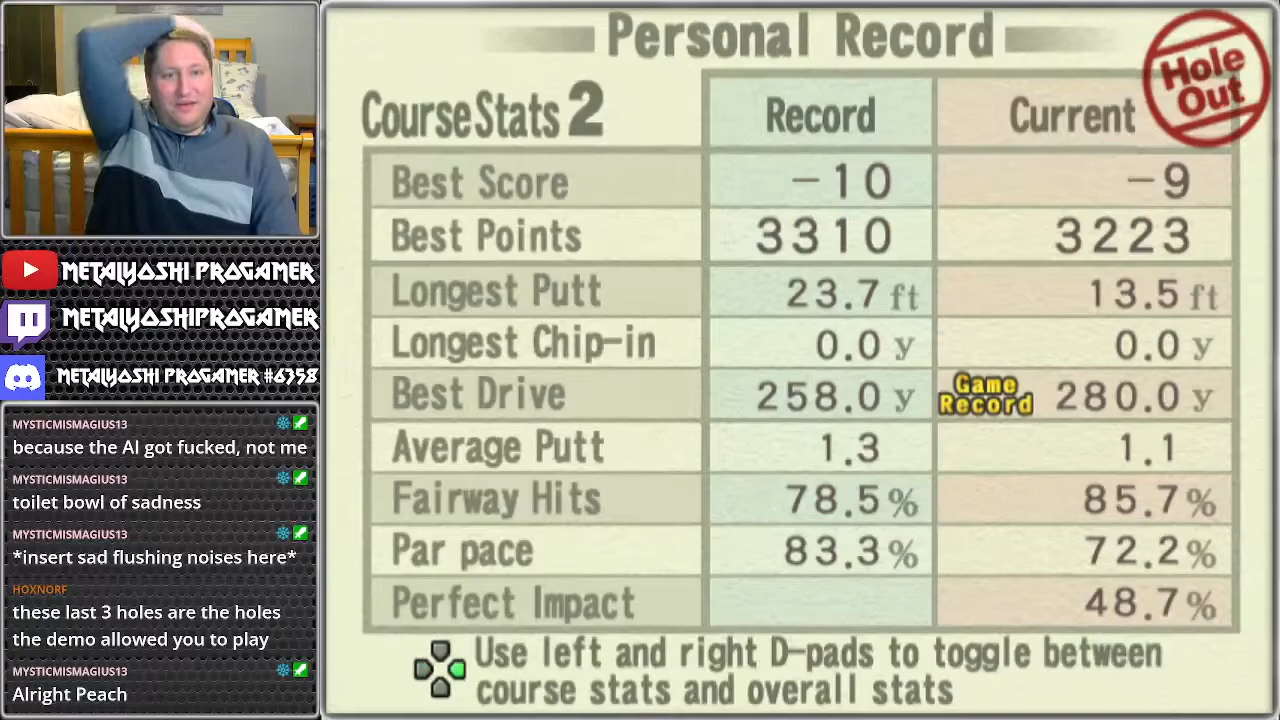 Personal Record
Hole Out
Course Stats 2 Record Current
Best Score -10 -9
Best Points 3310 3223
Longest Putt 23.7 ft 13.5 ft
Longest Chip-in 0.0 y 0.0 y
Best Drive 258.0 y Game Record 280.0 y
Average Putt 1.3 1.1
Fairway Hits 78.5% 85.7%
Par pace 83.3% 72.2%
Perfect Impact 48.7%
Use left and right D-pads to toggle between
course stats and overall stats
METALYOSHI PROGAMER
METALYOSHIPROGAMER
METALYOSHI PROGAMER #6358
MYSTICMISMAGIUS13
because the AI got fucked, not me
MYSTICMISMAGIUS13
toilet bowl of sadness
MYSTICMISMAGIUS13
*insert sad flushing noises here*
HOXNORF
these last 3 holes are the holes
the demo allowed you to play
MYSTICMISMAGIUS13
Alright Peach